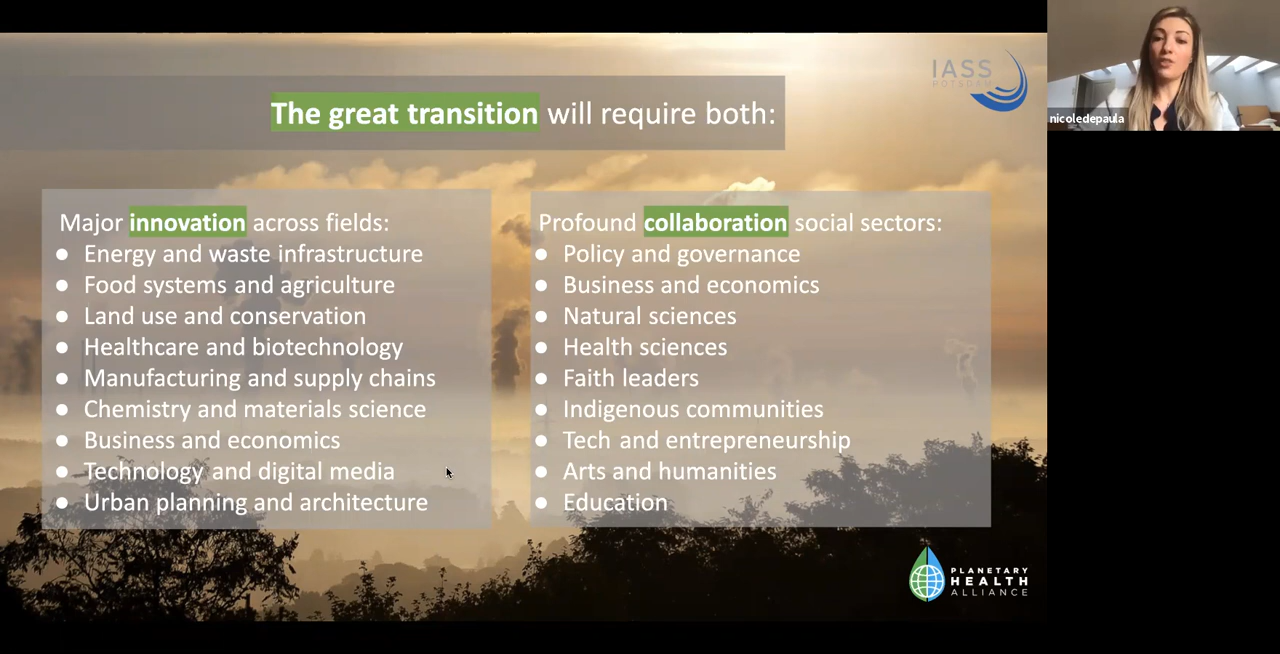 The great transition will require both:
IASS
POTSDAM
nicoledepaula
Major innovation across fields:
● Energy and waste infrastructure
● Food systems and agriculture
● Land use and conservation
● Healthcare and biotechnology
● Manufacturing and supply chains
● Chemistry and materials science
● Business and economics
● Technology and digital media
● Urban planning and architecture
Profound collaboration social sectors:
● Policy and governance
● Business and economics
● Natural sciences
● Health sciences
● Faith leaders
● Indigenous communities
● Tech and entrepreneurship
● Arts and humanities
● Education
PLANETARY
HEALTH
ALLIANCE